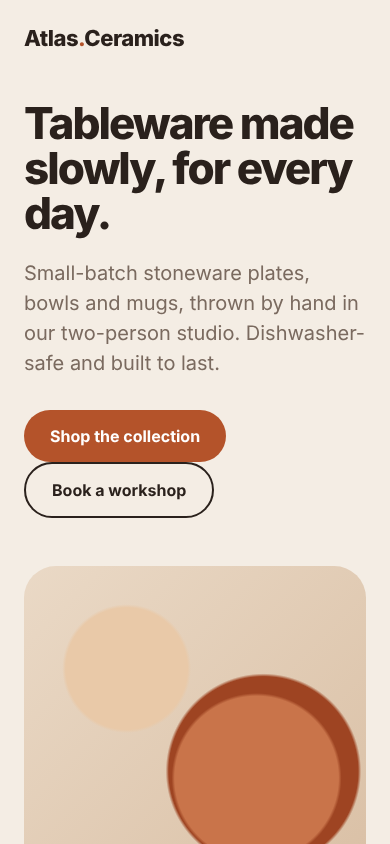 Atlas.Ceramics
Tableware made
slowly, for every
day.
Small-batch stoneware plates,
bowls and mugs, thrown by hand in
our two-person studio. Dishwasher-
safe and built to last.
Shop the collection
Book a workshop